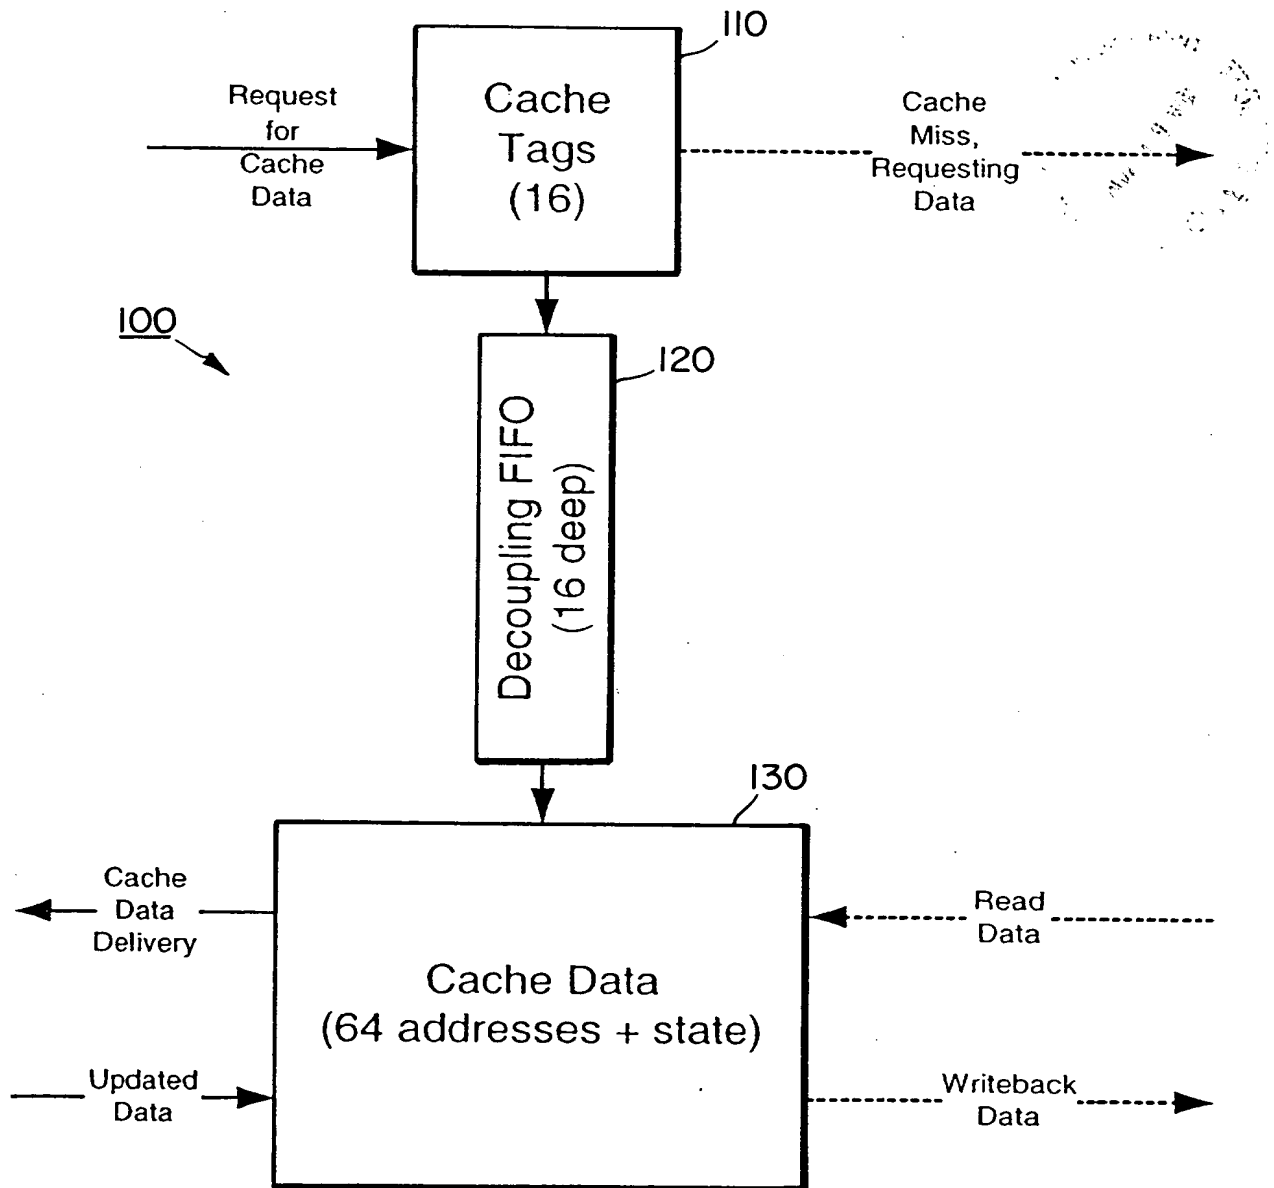 110
Request
for
Cache
Data
Cache
Tags
(16)
Cache
Miss,
Requesting
Data
100
120
Decoupling FIFO
(16 deep)
130
Cache
Data
Delivery
Read
Data
Cache Data
(64 addresses + state)
Updated
Data
Writeback
Data